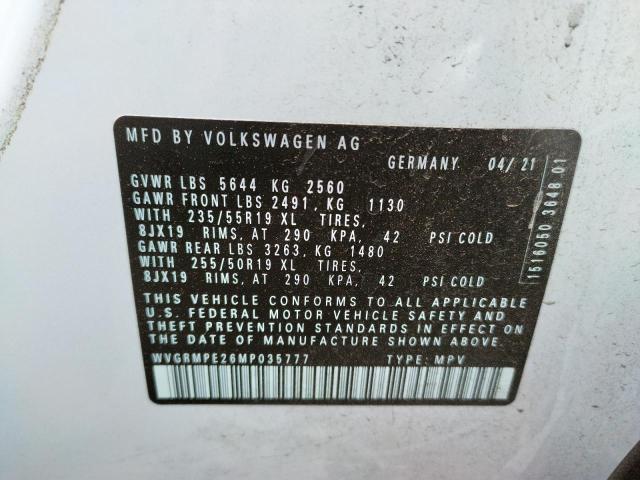 MFD BY VOLKSWAGEN AG
GERMANY 04/21
GVWR LBS 5644 KG 2560
GAWR FRONT LBS 2491, KG 1130
WITH 235/55R19 XL TIRES,
8JX19 RIMS, AT 290 KPA, 42 PSI COLD
GAWR REAR LBS 3263, KG 1480
WITH 255/50R19 XL TIRES,
8JX19 RIMS, AT 290 KPA, 42 PSI COLD
THIS VEHICLE CONFORMS TO ALL APPLICABLE
U.S. FEDERAL MOTOR VEHICLE SAFETY AND
THEFT PREVENTION STANDARDS IN EFFECT ON
THE DATE OF MANUFACTURE SHOWN ABOVE.
WVGRMPE26MP035777 TYPE: MPV
1516050 3648 01